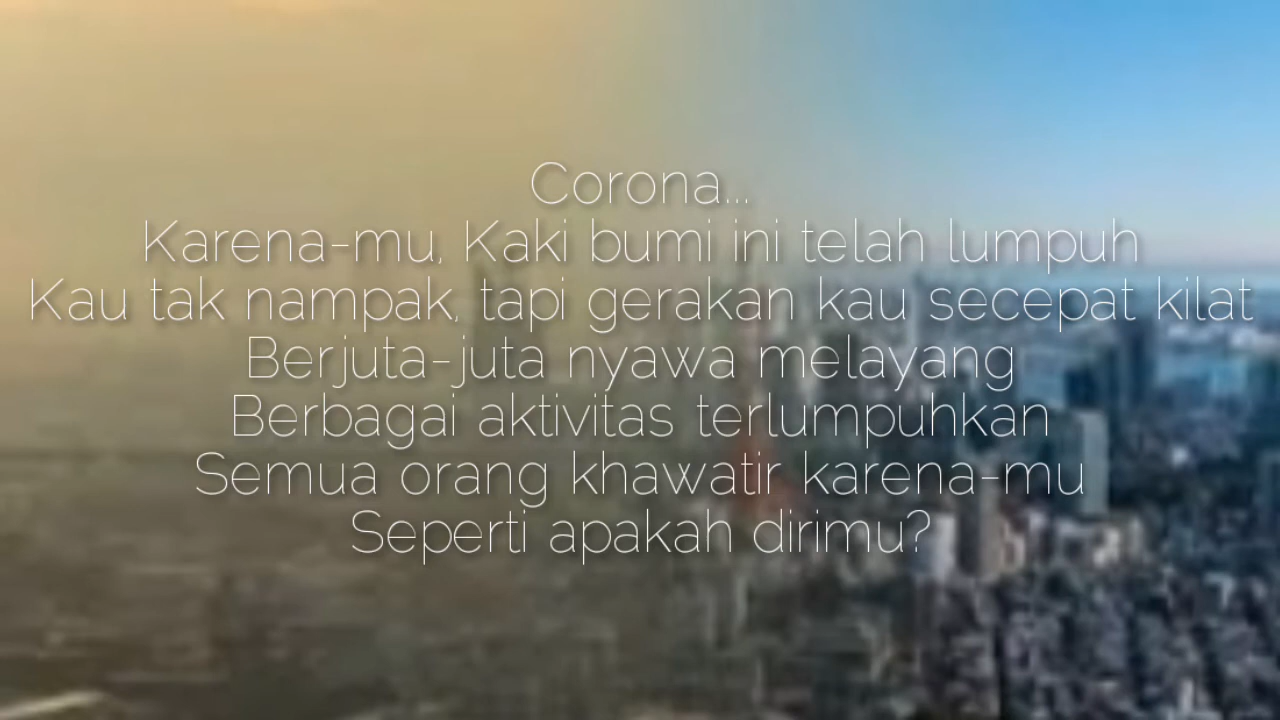 Corona...
Karena-mu, Kaki bumi ini telah lumpuh
Kau tak nampak, tapi gerakan kau secepat kilat
Berjuta-juta nyawa melayang
Berbagai aktivitas terlumpuhkan
Semua orang khawatir karena-mu
Seperti apakah dirimu?